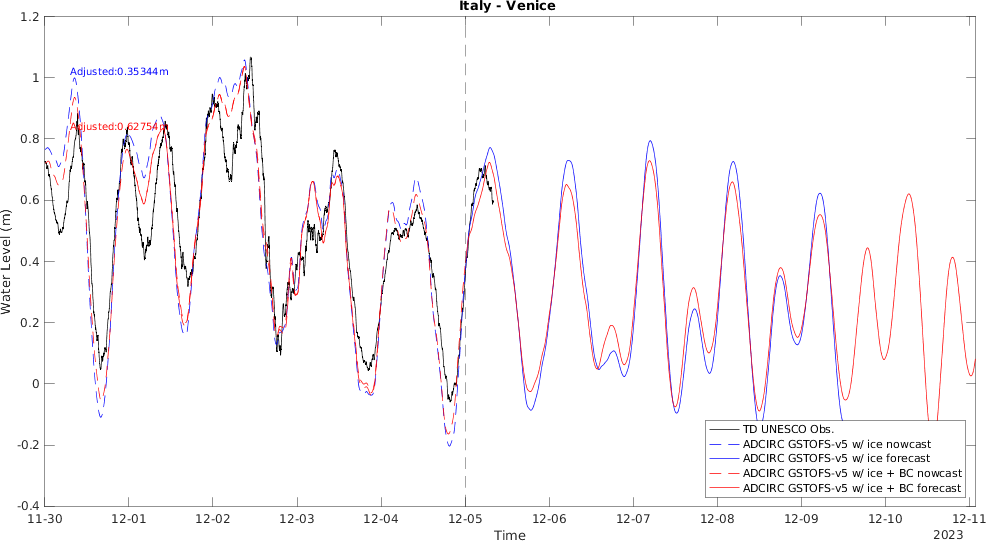 Italy - Venice
1.2
1
0.8
0.6
0.4
0.2
0
-0.2
-0.4
Water Level (m)
Adjusted:0.35344m
Adjusted:0.62754m
TD UNESCO Obs.
ADCIRC GSTOFS-v5 w/ ice nowcast
ADCIRC GSTOFS-v5 w/ ice forecast
ADCIRC GSTOFS-v5 w/ ice + BC nowcast
ADCIRC GSTOFS-v5 w/ ice + BC forecast
11-30 12-01 12-02 12-03 12-04 12-05 12-06 12-07 12-08 12-09 12-10 12-11
Time
2023